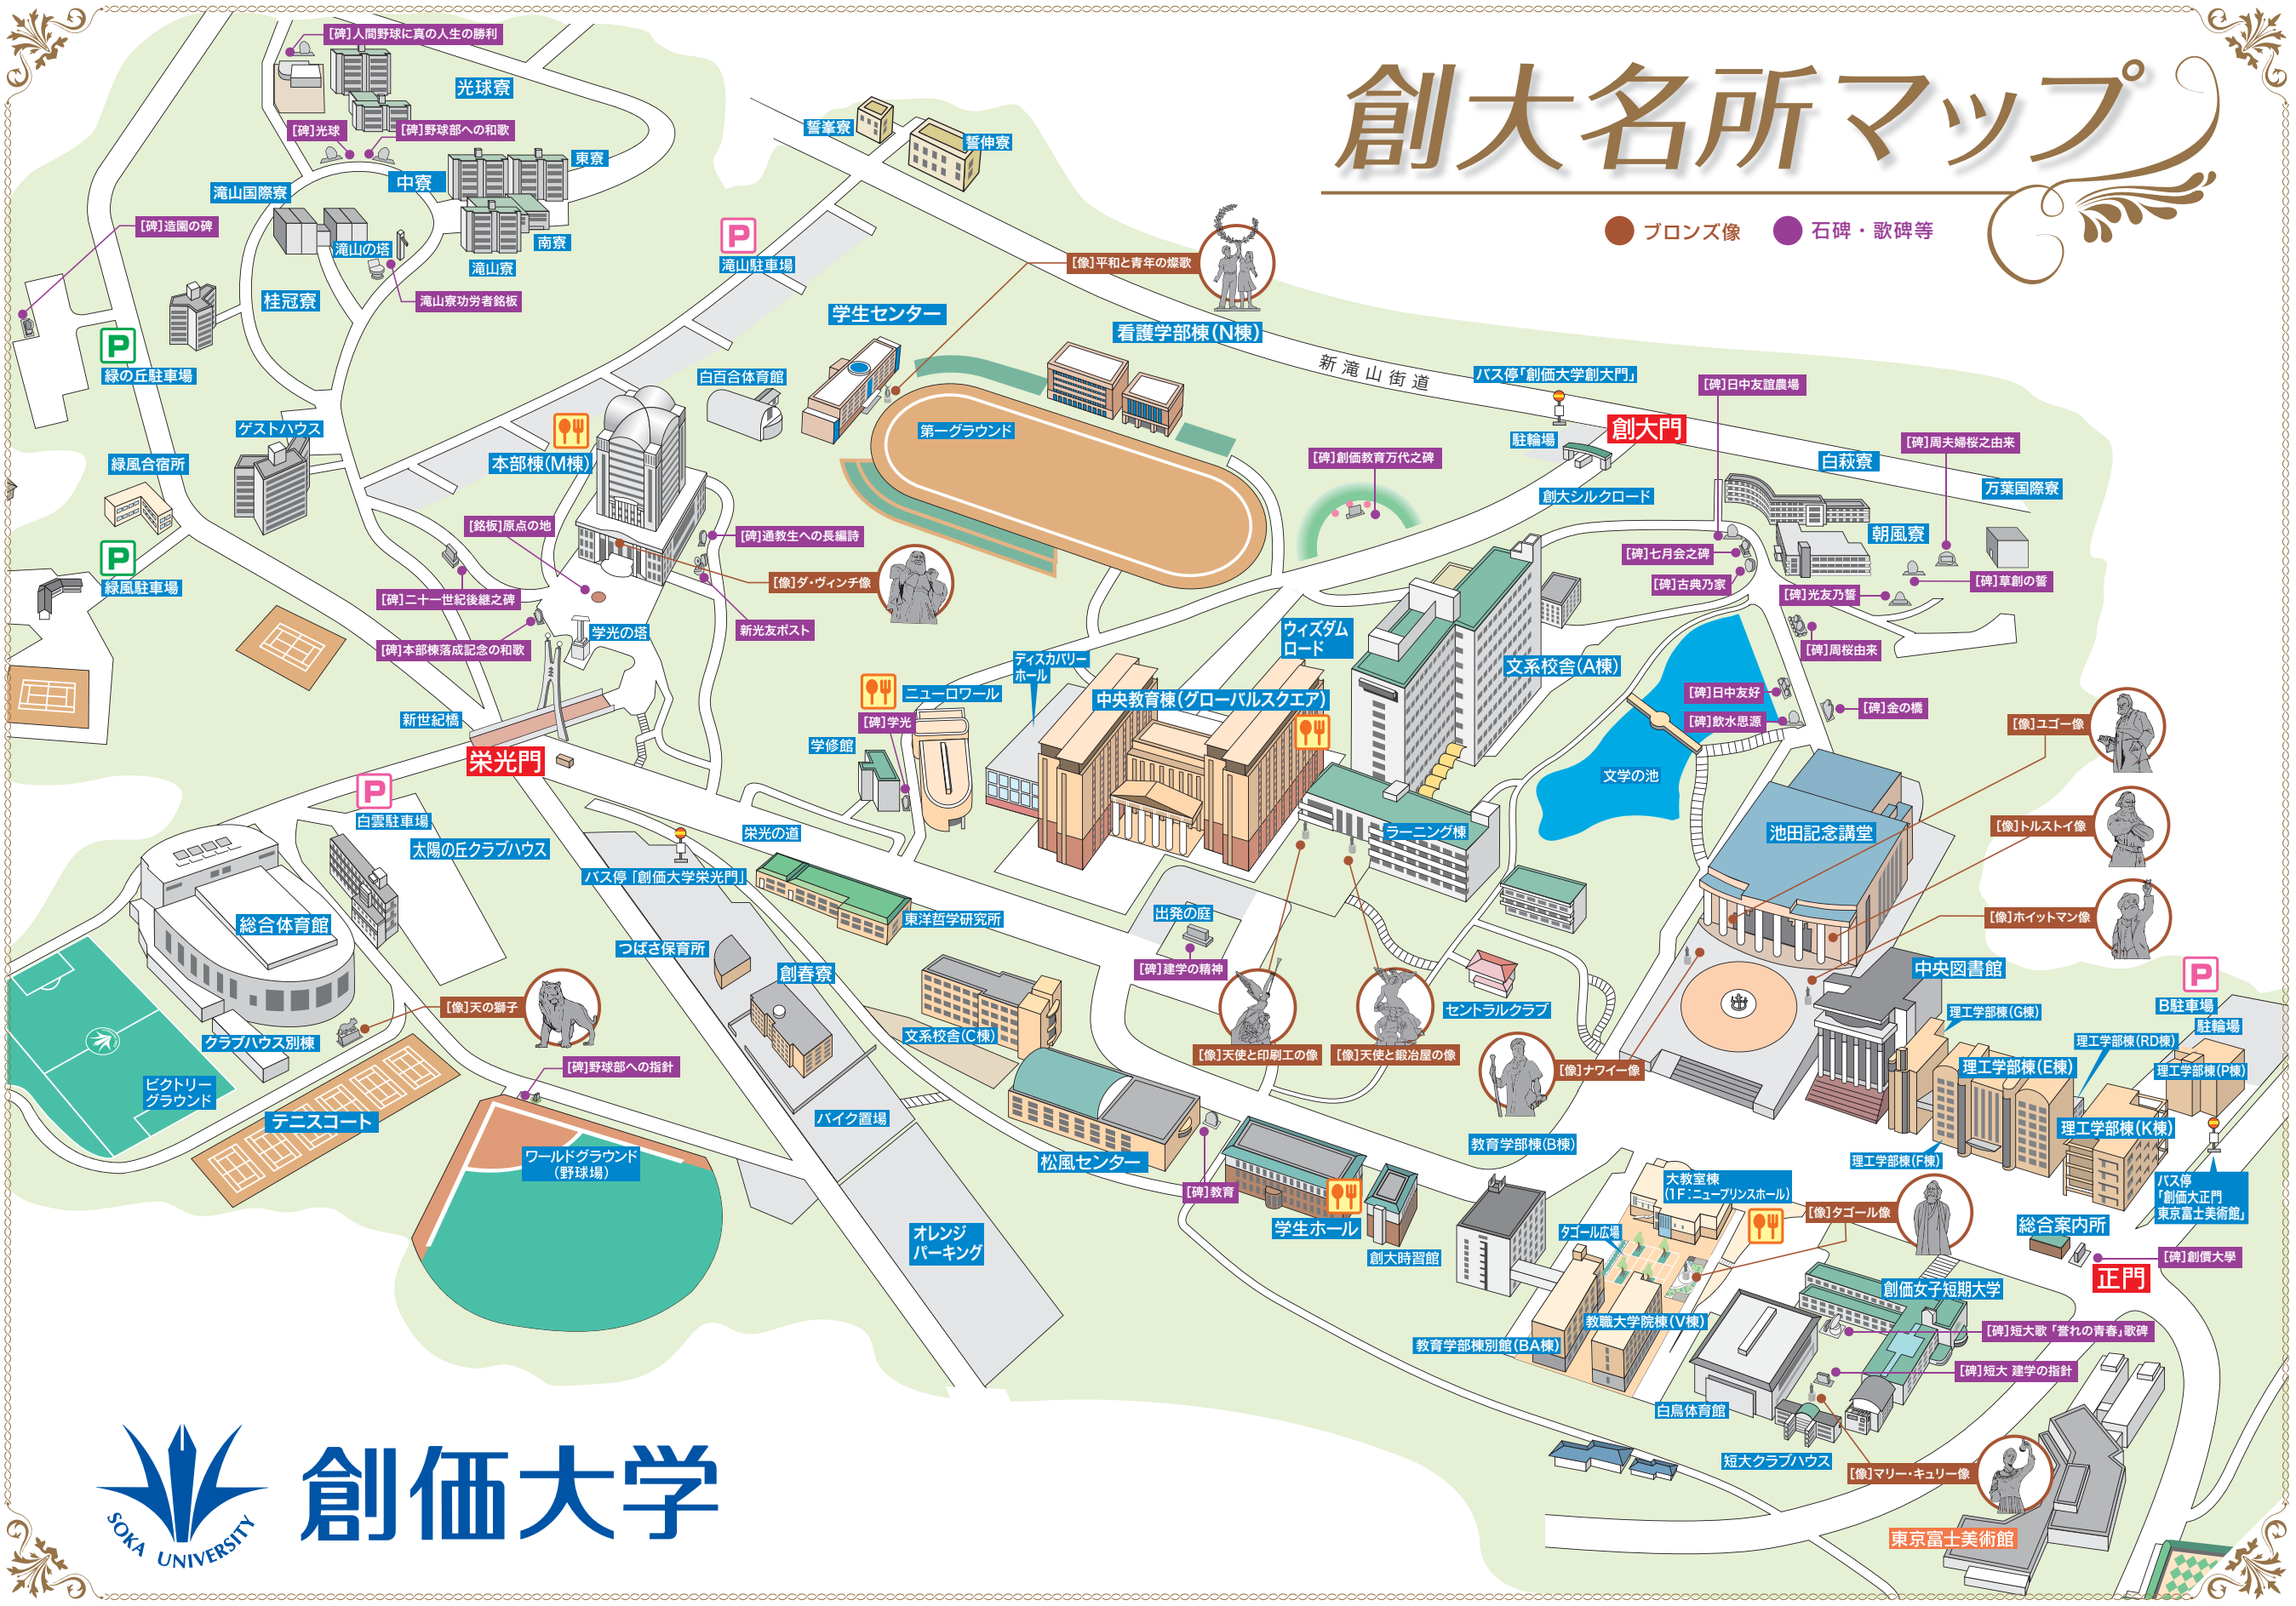 創大名所マップ
ブロンズ像
石碑・歌碑等
[碑]人間野球に真の人生の勝利
光球寮
[碑]光球
[碑]野球部への和歌
東寮
中寮
滝山国際寮
[碑]造園の碑
滝山の塔
南寮
滝山寮
滝山寮功労者銘板
桂冠寮
誓峯寮
誓伸寮
P
滝山駐車場
[像]平和と青年の燦歌
学生センター
看護学部棟(N棟)
新滝山街道
P
緑の丘駐車場
白百合体育館
バス停「創価大学創大門」
[碑]日中友誼農場
ゲストハウス
第一グラウンド
駐輪場
創大門
[碑]周夫婦桜之由来
緑風合宿所
本部棟(M棟)
[碑]創価教育万代之碑
白萩寮
万葉国際寮
創大シルクロード
[銘板]原点の地
[碑]通教生への長編詩
朝風寮
[碑]七月会之碑
P
緑風駐車場
[像]ダ・ヴィンチ像
[碑]古典乃家
[碑]草創の誓
[碑]光友乃誓
[碑]二十一世紀後継之碑
新光友ポスト
学光の塔
[碑]本部棟落成記念の和歌
ウィズダム
ロード
[碑]周桜由来
ディスカバリー
ホール
文系校舎(A棟)
ニューロワール
中央教育棟(グローバルスクエア)
[碑]日中友好
[碑]学光
新世紀橋
[碑]飲水思源
[碑]金の橋
[像]ユゴー像
学修館
栄光門
文学の池
P
白雲駐車場
栄光の道
ラーニング棟
池田記念講堂
[像]トルストイ像
太陽の丘クラブハウス
バス停「創価大学栄光門」
総合体育館
東洋哲学研究所
出発の庭
[像]ホイットマン像
つばさ保育所
創春寮
[碑]建学の精神
中央図書館
P
B駐車場
[像]天の獅子
セントラルクラブ
理工学部棟(G棟)
駐輪場
クラブハウス別棟
文系校舎(C棟)
理工学部棟(RD棟)
[像]天使と印刷工の像
[像]天使と鍛冶屋の像
[像]ナワイー像
理工学部棟(E棟)
理工学部棟(P棟)
[碑]野球部への指針
ビクトリー
グラウンド
テニスコート
バイク置場
理工学部棟(K棟)
教育学部棟(B棟)
ワールドグラウンド
(野球場)
松風センター
理工学部棟(F棟)
[碑]教育
大教室棟
(1F:ニュープリンスホール)
バス停
「創価大正門
東京富士美術館」
[像]タゴール像
学生ホール
総合案内所
タゴール広場
オレンジ
パーキング
創大時習館
[碑]創價大學
正門
創価女子短期大学
教職大学院棟(V棟)
[碑]短大歌「誉れの青春」歌碑
教育学部棟別館(BA棟)
[碑]短大 建学の指針
白鳥体育館
短大クラブハウス
[像]マリー・キュリー像
東京富士美術館
SOKA UNIVERSITY
創価大学